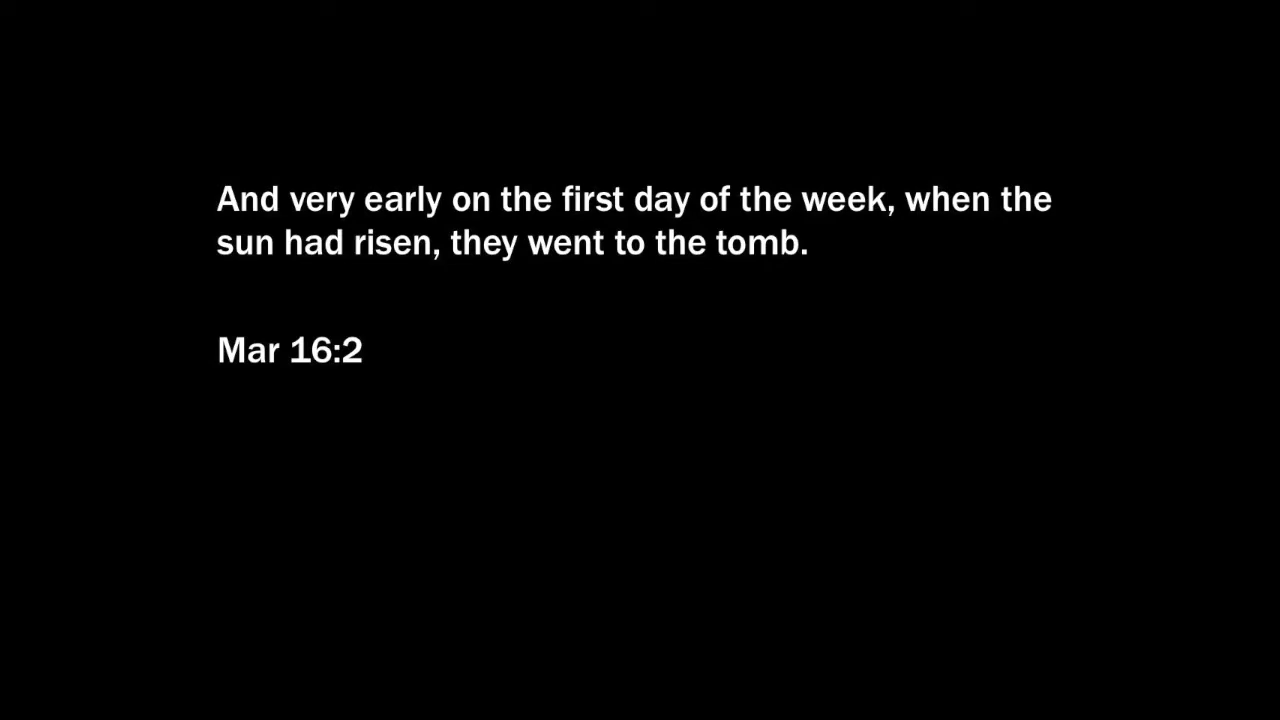 And very early on the first day of the week, when the
sun had risen, they went to the tomb.
Mar 16:2